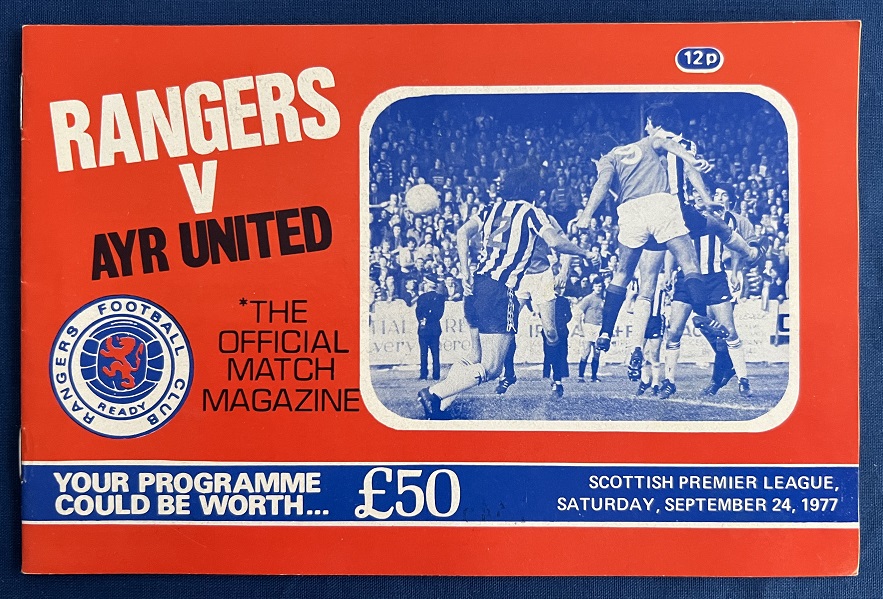 12p
RANGERS
V
AYR UNITED
*THE
OFFICIAL
MATCH
MAGAZINE
RANGERS FOOTBALL CLUB
READY
YOUR PROGRAMME
COULD BE WORTH...
£50
SCOTTISH PREMIER LEAGUE,
SATURDAY, SEPTEMBER 24, 1977